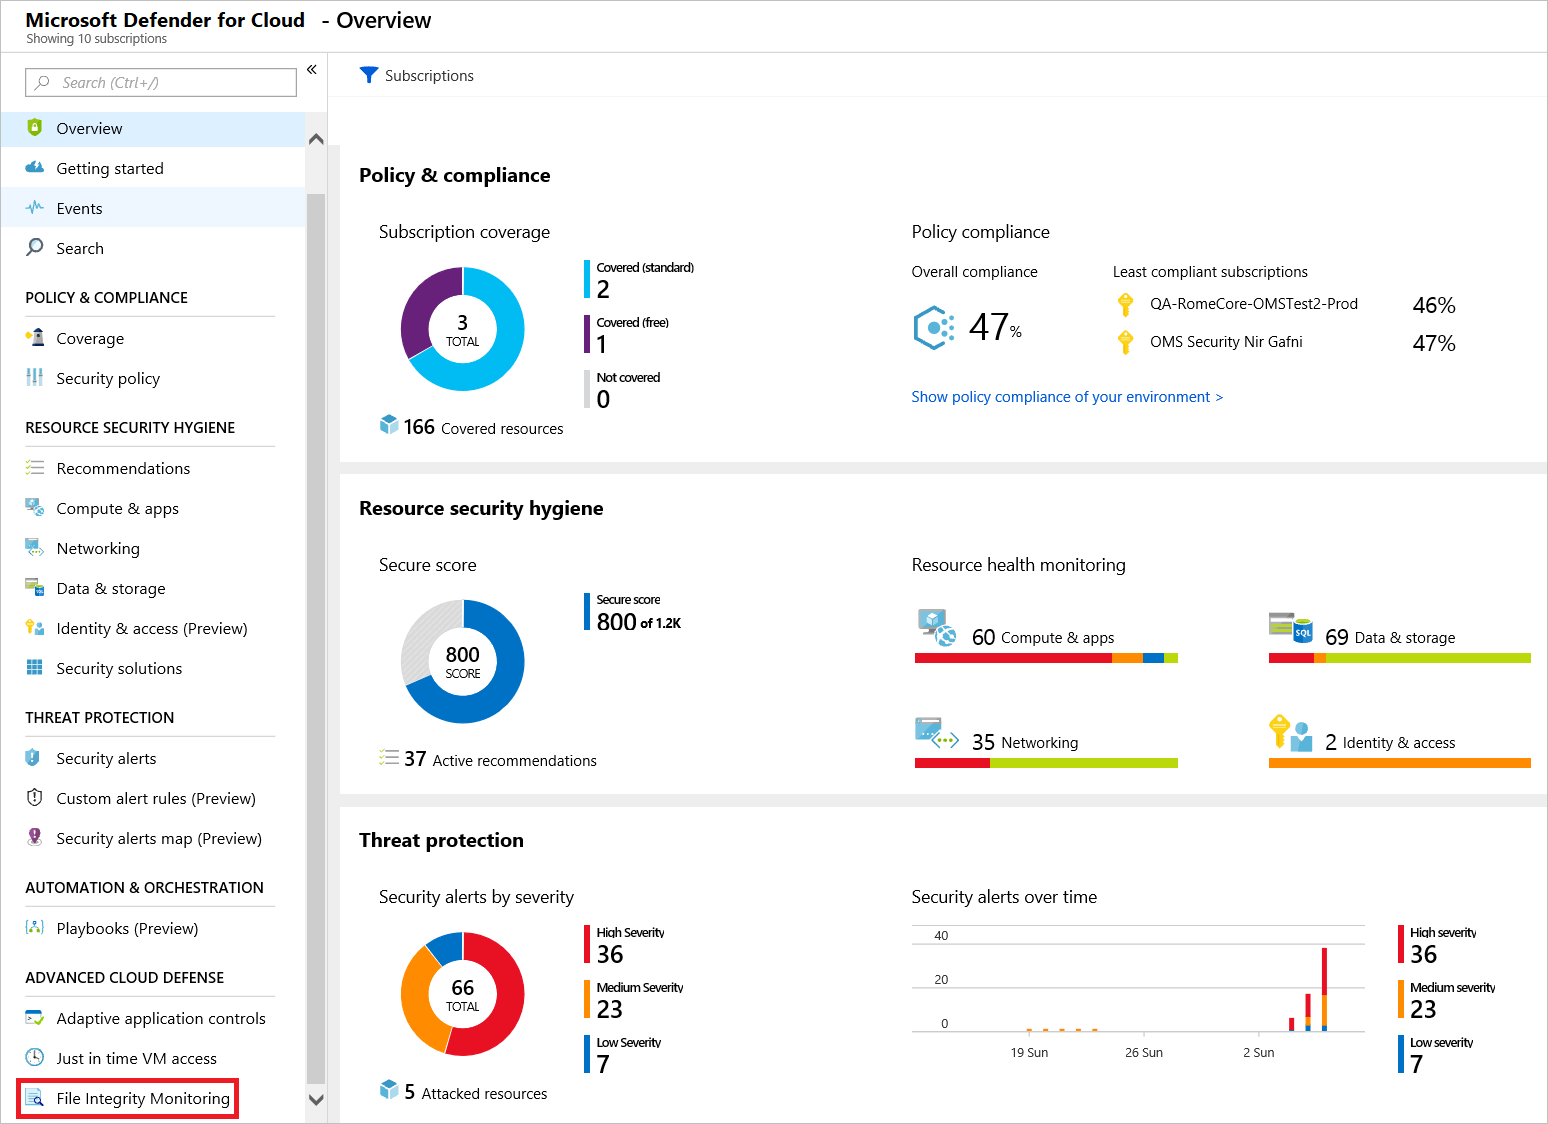 Microsoft Defender for Cloud - Overview
Showing 10 subscriptions
Search (Ctrl+/)
«
Overview
Getting started
Events
Search
POLICY & COMPLIANCE
Coverage
Security policy
RESOURCE SECURITY HYGIENE
Recommendations
Compute & apps
Networking
Data & storage
Identity & access (Preview)
Security solutions
THREAT PROTECTION
Security alerts
Custom alert rules (Preview)
Security alerts map (Preview)
AUTOMATION & ORCHESTRATION
Playbooks (Preview)
ADVANCED CLOUD DEFENSE
Adaptive application controls
Just in time VM access
File Integrity Monitoring
Subscriptions
Policy & compliance
Subscription coverage
3
TOTAL
Covered (standard)
2
Covered (free)
1
Not covered
0
166 Covered resources
Policy compliance
Overall compliance
47%
Least compliant subscriptions
QA-RomeCore-OMSTest2-Prod 46%
OMS Security Nir Gafni 47%
Show policy compliance of your environment >
Resource security hygiene
Secure score
800
SCORE
Secure score
800 of 1.2K
37 Active recommendations
Resource health monitoring
60 Compute & apps
SQL
69 Data & storage
35 Networking
2 Identity & access
Threat protection
Security alerts by severity
66
TOTAL
High Severity
36
Medium Severity
23
Low Severity
7
5 Attacked resources
Security alerts over time
40
20
0
19 Sun 26 Sun 2 Sun
High severity
36
Medium severity
23
Low severity
7